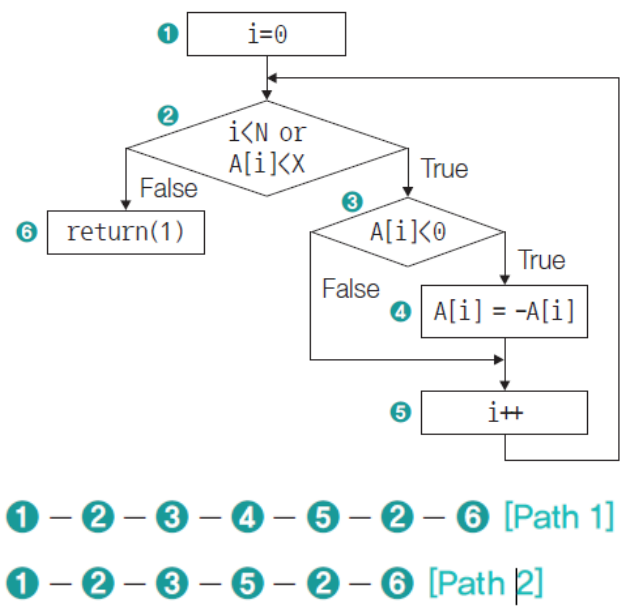 ❶ i=0
❷ i<N or
A[i]<X
False
True
❻ return(1)
❸ A[i]<0
False
True
❹ A[i] = -A[i]
❺ i++
❶ – ❷ – ❸ – ❹ – ❺ – ❷ – ❻ [Path 1]
❶ – ❷ – ❸ – ❺ – ❷ – ❻ [Path 2]